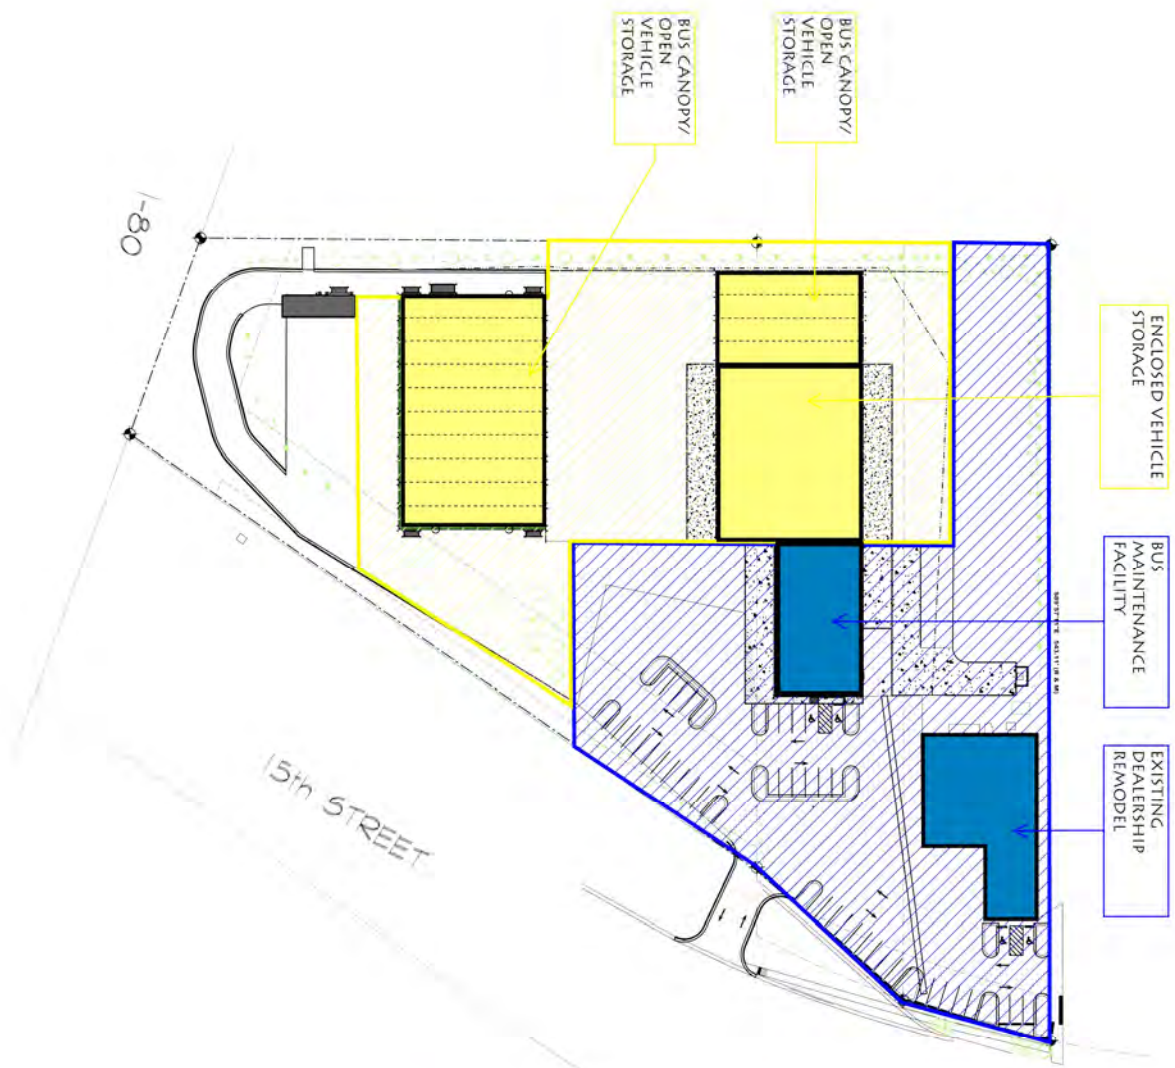 BUS CANOPY/
OPEN
VEHICLE
STORAGE
BUS CANOPY/
OPEN
VEHICLE
STORAGE
ENCLOSED VEHICLE
STORAGE
BUS
MAINTENANCE
FACILITY
EXISTING
DEALERSHIP
REMODEL
I-80
15th STREET